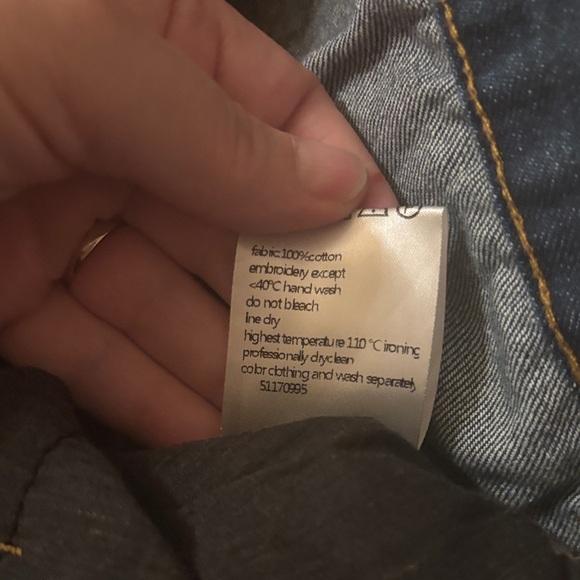 fabric:100%cotton
embroidery except
<40°C hand wash
do not bleach
line dry
highest temperature 110 °C ironing
professionally dryclean
color clothing and wash separately
51170995